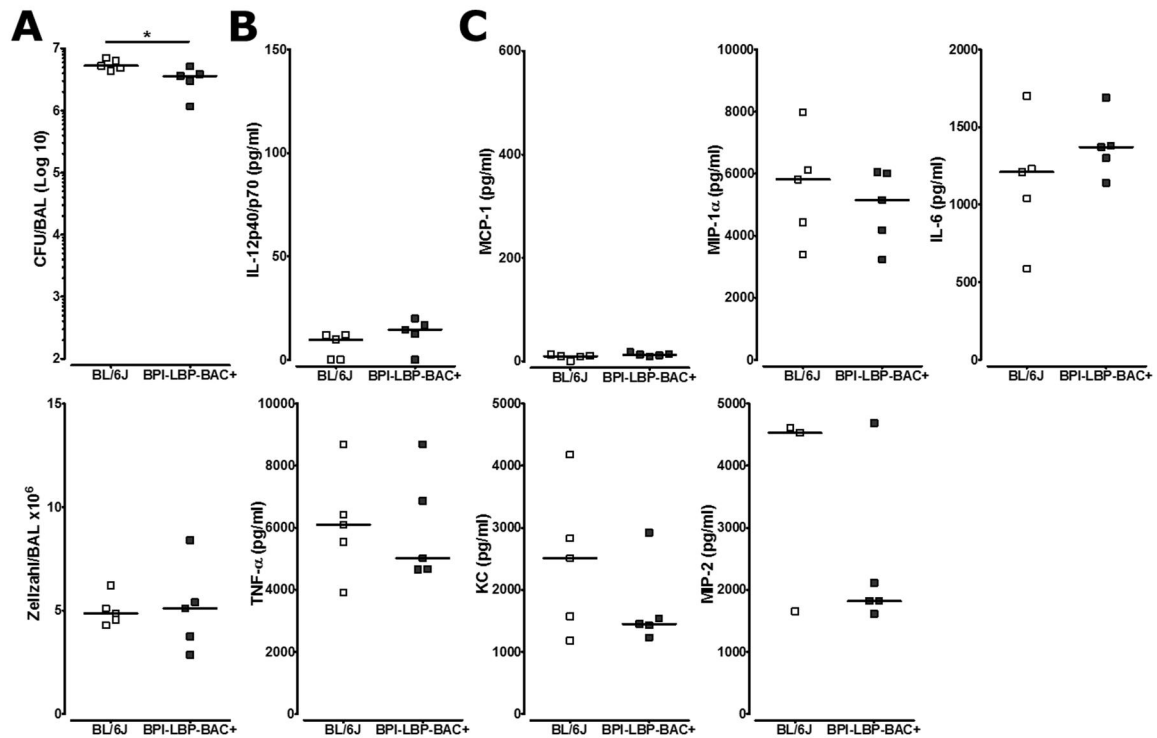 A
B
C
*
CFU/BAL (Log 10)
7
6
5
4
3
2
BL/6J BPI-LBP-BAC+
IL-12p40/p70 (pg/ml)
150
100
50
0
BL/6J BPI-LBP-BAC+
MCP-1 (pg/ml)
600
400
200
0
BL/6J BPI-LBP-BAC+
MIP-1α (pg/ml)
10000
8000
6000
4000
2000
0
BL/6J BPI-LBP-BAC+
IL-6 (pg/ml)
2000
1500
1000
500
0
BL/6J BPI-LBP-BAC+
Zellzahl/BAL x10⁶
15
10
5
0
BL/6J BPI-LBP-BAC+
TNF-α (pg/ml)
10000
8000
6000
4000
2000
0
BL/6J BPI-LBP-BAC+
KC (pg/ml)
5000
4000
3000
2000
1000
0
BL/6J BPI-LBP-BAC+
MIP-2 (pg/ml)
5000
4000
3000
2000
1000
0
BL/6J BPI-LBP-BAC+